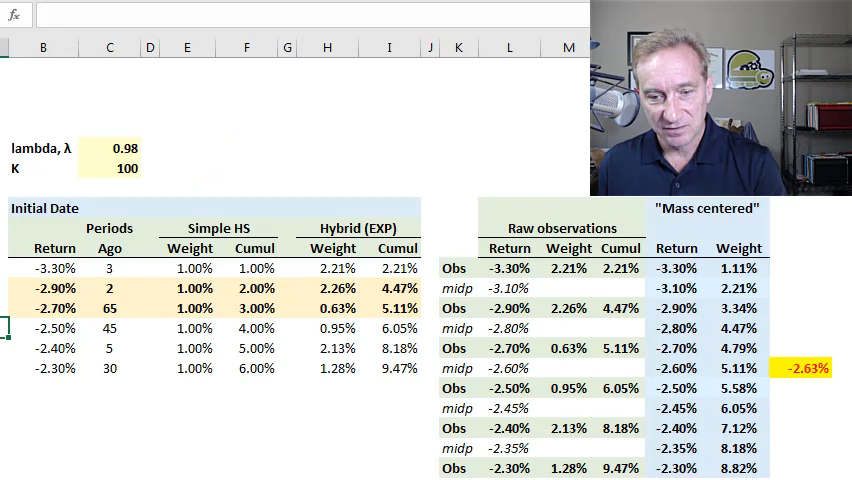 fx
B C D E F G H I J K L M
lambda, λ 0.98
K 100
Initial Date "Mass centered"
Periods Simple HS Hybrid (EXP) Raw observations
Return Ago Weight Cumul Weight Cumul Return Weight Cumul Return Weight
-3.30% 3 1.00% 1.00% 2.21% 2.21% Obs -3.30% 2.21% 2.21% -3.30% 1.11%
-2.90% 2 1.00% 2.00% 2.26% 4.47% midp -3.10% -3.10% 2.21%
-2.70% 65 1.00% 3.00% 0.63% 5.11% Obs -2.90% 2.26% 4.47% -2.90% 3.34%
-2.50% 45 1.00% 4.00% 0.95% 6.05% midp -2.80% -2.80% 4.47%
-2.40% 5 1.00% 5.00% 2.13% 8.18% Obs -2.70% 0.63% 5.11% -2.70% 4.79%
-2.30% 30 1.00% 6.00% 1.28% 9.47% midp -2.60% -2.60% 5.11% -2.63%
Obs -2.50% 0.95% 6.05% -2.50% 5.58%
midp -2.45% -2.45% 6.05%
Obs -2.40% 2.13% 8.18% -2.40% 7.12%
midp -2.35% -2.35% 8.18%
Obs -2.30% 1.28% 9.47% -2.30% 8.82%